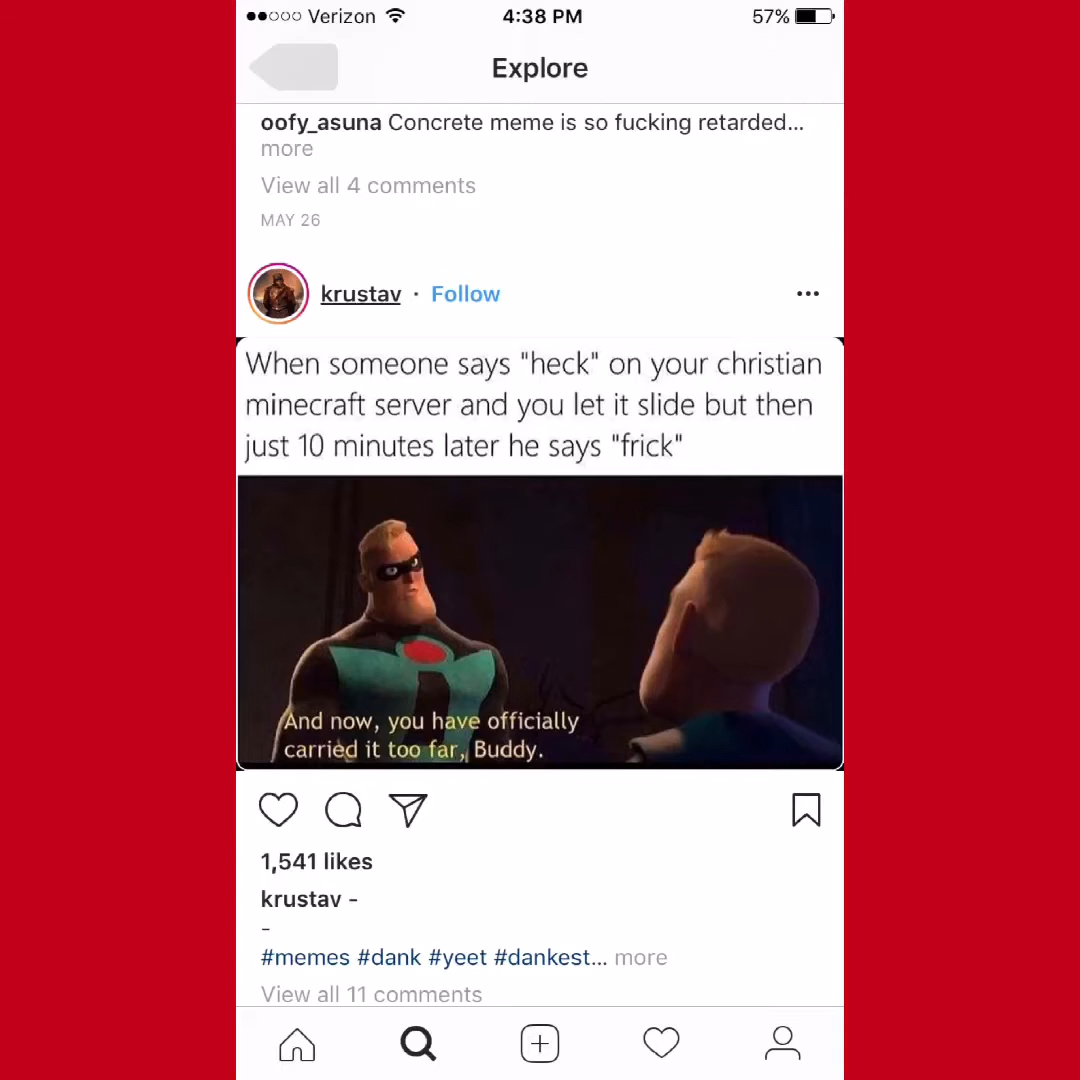 Verizon 4:38 PM 57%
Explore
oofy_asuna Concrete meme is so fucking retarded...
more
View all 4 comments
MAY 26
krustav · Follow
When someone says "heck" on your christian
minecraft server and you let it slide but then
just 10 minutes later he says "frick"
And now, you have officially
carried it too far, Buddy.
1,541 likes
krustav -
-
#memes #dank #yeet #dankest... more
View all 11 comments